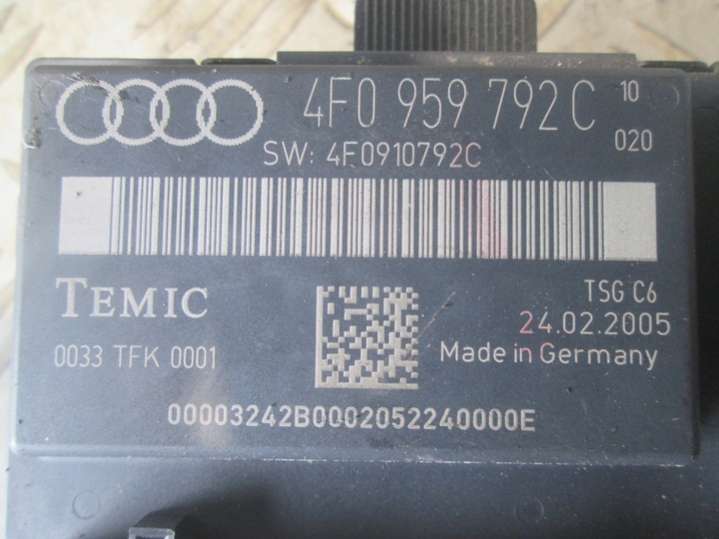 4F0 959 792 C 10
020
SW: 4F0910792C
TEMIC
TSG C6
24.02.2005
0033 TFK 0001
Made in Germany
00003242B0002052240000E